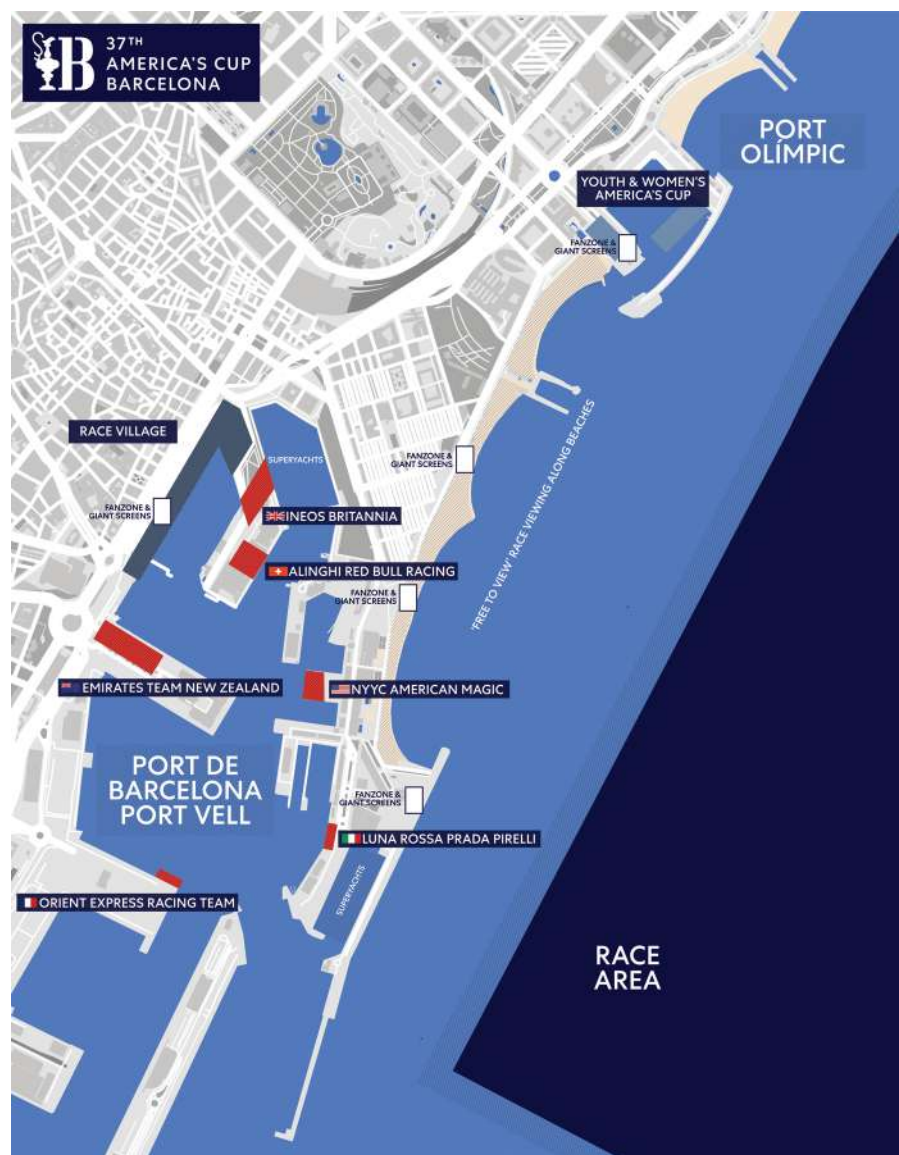 37TH
AMERICA'S CUP
BARCELONA
PORT
OLÍMPIC
YOUTH & WOMEN'S
AMERICA'S CUP
FANZONE &
GIANT SCREENS
RACE VILLAGE
SUPERYACHTS
FANZONE &
GIANT SCREENS
'FREE TO VIEW' RACE VIEWING ALONG BEACHES
FANZONE &
GIANT SCREENS
INEOS BRITANNIA
ALINGHI RED BULL RACING
FANZONE &
GIANT SCREENS
EMIRATES TEAM NEW ZEALAND
NYYC AMERICAN MAGIC
PORT DE
BARCELONA
PORT VELL
FANZONE &
GIANT SCREENS
LUNA ROSSA PRADA PIRELLI
SUPERYACHTS
ORIENT EXPRESS RACING TEAM
RACE
AREA